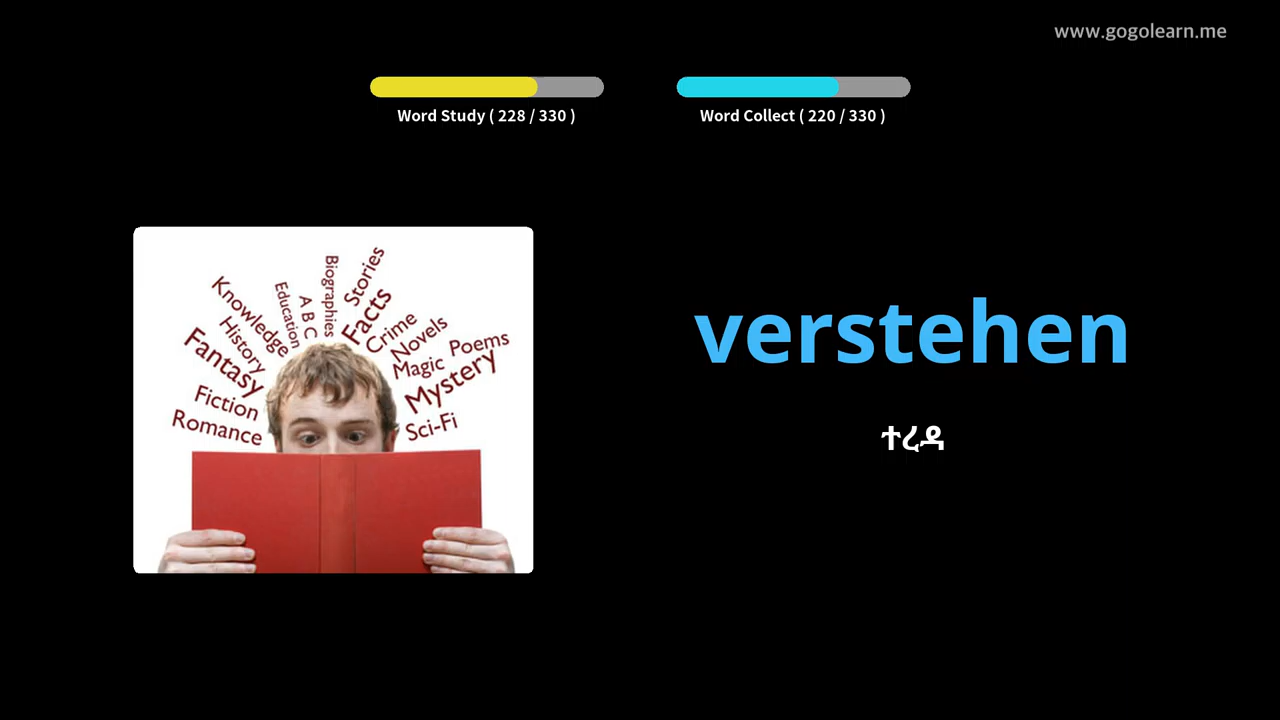 www.gogolearn.me
Word Study ( 228 / 330 )
Word Collect ( 220 / 330 )
Stories
Biographies
Education
A B C
Facts
Knowledge
Crime
History
Novels
Poems
Fantasy
Magic
Mystery
Fiction
Romance
Sci-Fi
verstehen
ተረዳ